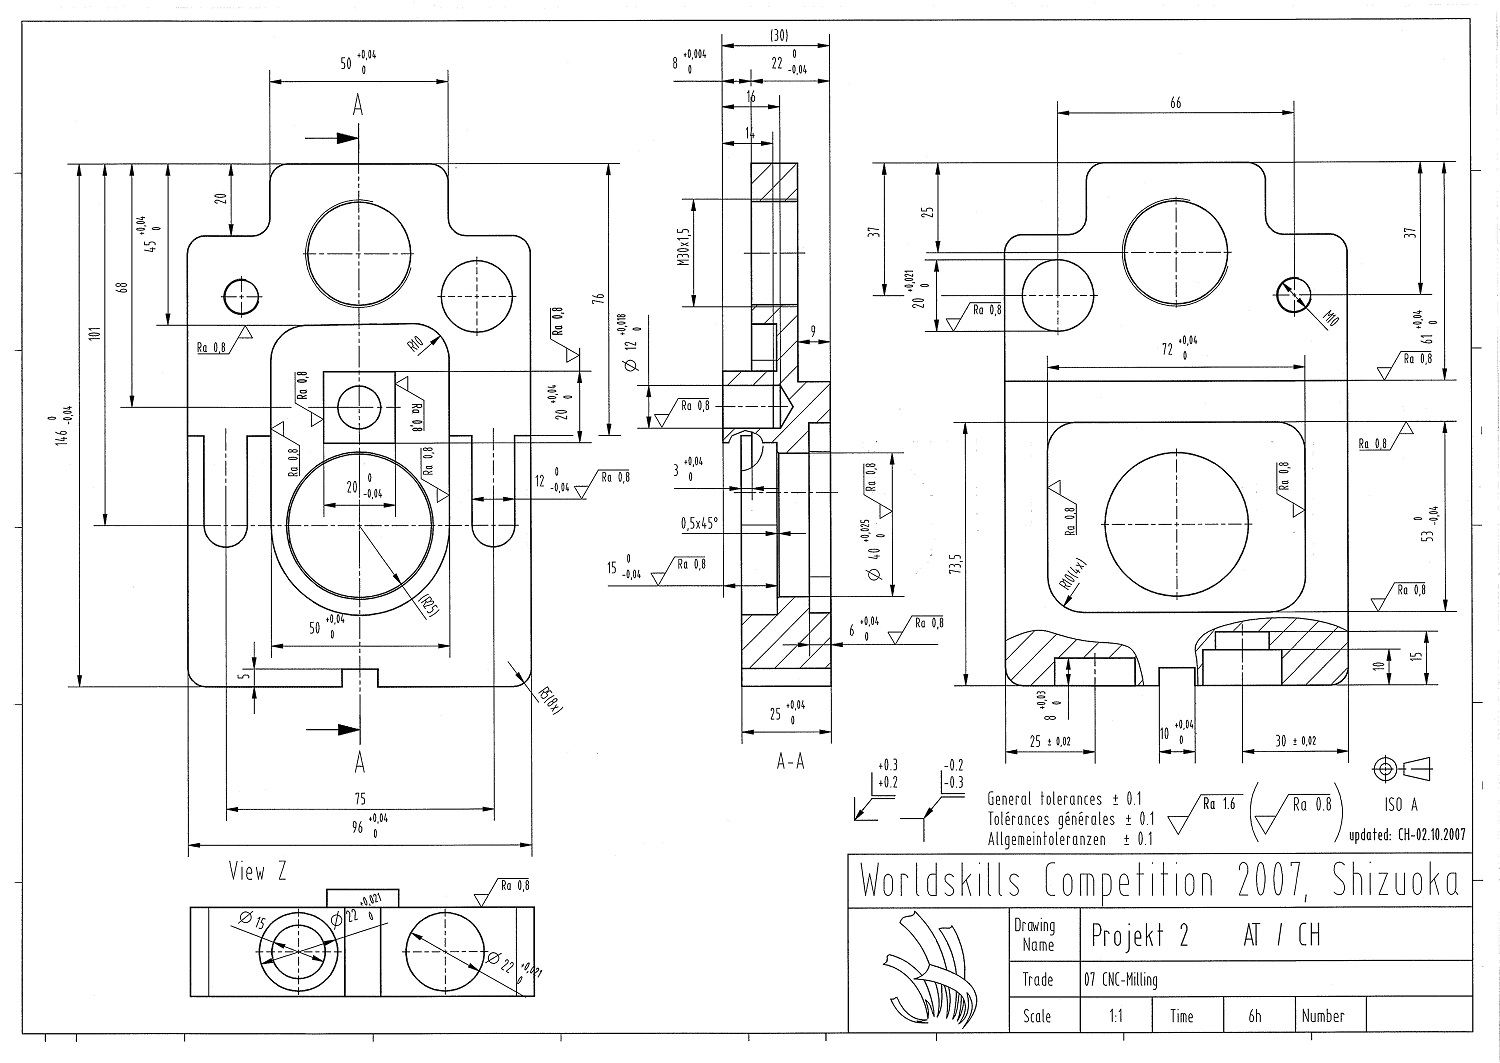 50 +0,04 0
A
20
45 +0,04 0
68
101
146 0 -0,04
Ra 0,8
R10
Ra 0,8
Ra 0,8
Ra 0,8
Ra 0,8
Ra 0,8
76
20 +0,04 0
20 0 -0,04
12 0 -0,04
Ra 0,8
(R25)
50 +0,04 0
5
R5(8x)
A
75
96 +0,04 0
View Z
Ra 0,8
Ø 15
Ø 22 +0,021 0
Ø 22 +0,021 0
(30)
8 +0,004 0
22 0 -0,04
16
14
M30x1,5
Ø 12 +0,018 0
9
Ra 0,8
3 +0,04 0
0,5x45°
15 0 -0,04
Ra 0,8
Ra 0,8
Ø 40 +0,025 0
6 +0,04 0
Ra 0,8
25 +0,04 0
A-A
66
37
25
20 +0,021 0
Ra 0,8
M10
37
61 +0,04 0
Ra 0,8
72 +0,04 0
Ra 0,8
Ra 0,8
Ra 0,8
R10(4x)
73,5
53 0 -0,04
Ra 0,8
8 +0,03 0
10
15
25 ± 0,02
10 +0,04 0
30 ± 0,02
+0.3
+0.2
-0.2
-0.3
General tolerances ± 0.1
Tolérances générales ± 0.1
Allgemeintoleranzen ± 0.1
Ra 1.6
Ra 0.8
ISO A
updated: CH-02.10.2007
Worldskills Competition 2007, Shizuoka
Drawing Name
Projekt 2 AT / CH
Trade
07 CNC-Milling
Scale
1:1
Time
6h
Number